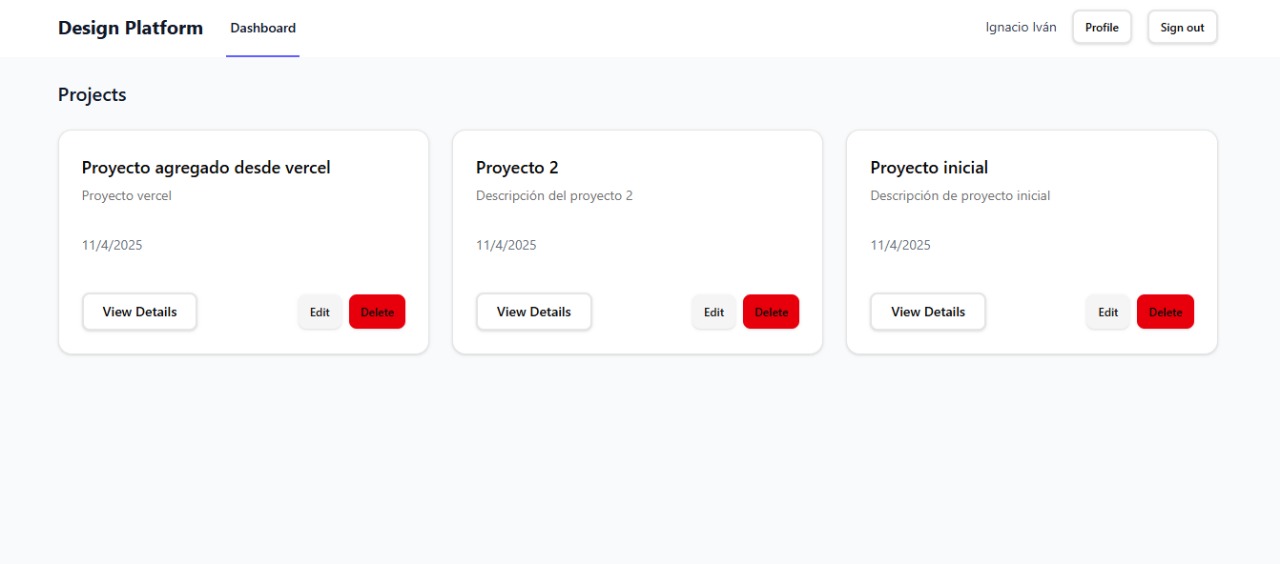 Design Platform Dashboard Ignacio Iván Profile Sign out
Projects
Proyecto agregado desde vercel
Proyecto vercel
11/4/2025
View Details Edit Delete
Proyecto 2
Descripción del proyecto 2
11/4/2025
View Details Edit Delete
Proyecto inicial
Descripción de proyecto inicial
11/4/2025
View Details Edit Delete